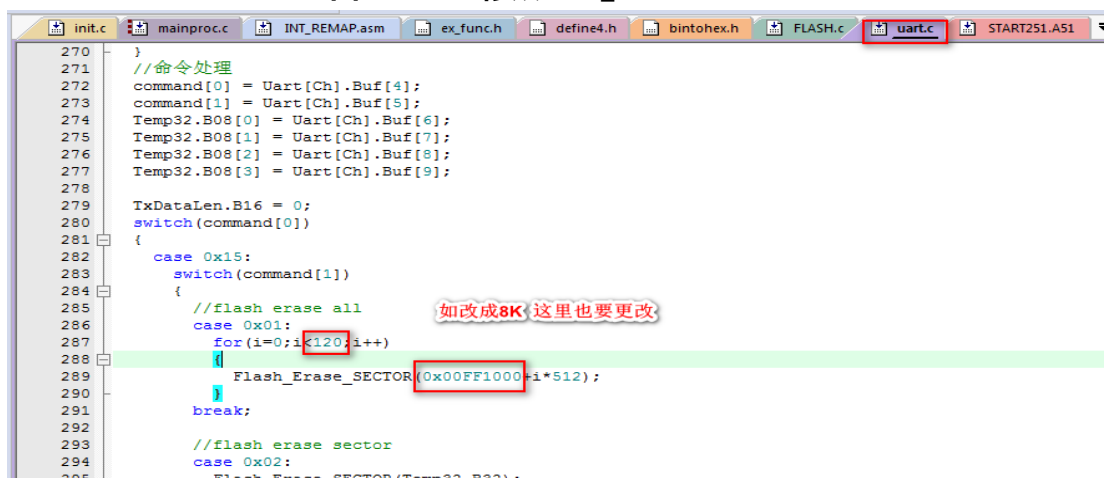 init.c mainproc.c INT_REMAP.asm ex_func.h define4.h bintohex.h FLASH.c uart.c START251.A51
270 }
271 //命令处理
272 command[0] = Uart[Ch].Buf[4];
273 command[1] = Uart[Ch].Buf[5];
274 Temp32.B08[0] = Uart[Ch].Buf[6];
275 Temp32.B08[1] = Uart[Ch].Buf[7];
276 Temp32.B08[2] = Uart[Ch].Buf[8];
277 Temp32.B08[3] = Uart[Ch].Buf[9];
278
279 TxDataLen.B16 = 0;
280 switch(command[0])
281 {
282 case 0x15:
283 switch(command[1])
284 {
285 //flash erase all
如改成8K 这里也要更改
286 case 0x01:
287 for(i=0;i<120;i++)
288 {
289 Flash_Erase_SECTOR(0x00FF1000+i*512);
290 }
291 break;
292
293 //flash erase sector
294 case 0x02: